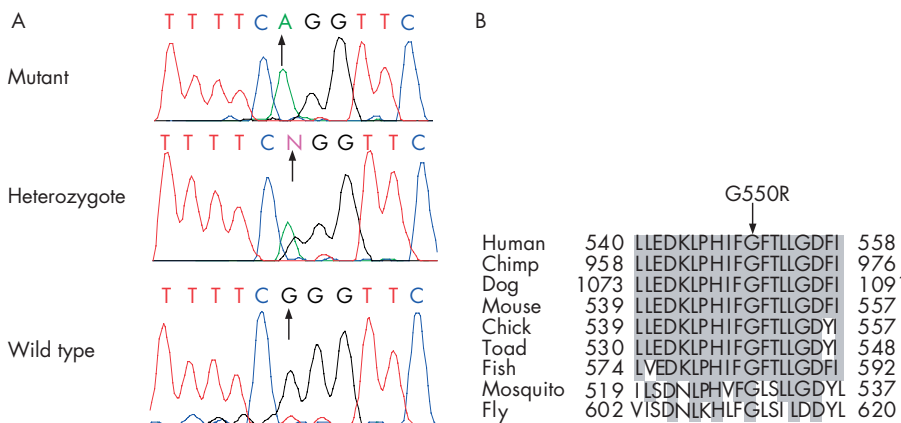 A
B
T T T T C A G G T T C
Mutant
T T T T C N G G T T C
Heterozygote
T T T T C G G G T T C
Wild type
G550R
Human 540 LLEDKLPHIFGFTLLGDFI 558
Chimp 958 LLEDKLPHIFGFTLLGDFI 976
Dog 1073 LLEDKLPHIFGFTLLGDFI 1091
Mouse 539 LLEDKLPHIFGFTLLGDFI 557
Chick 539 LLEDKLPHIFGFTLLGDYI 557
Toad 530 LLEDKLPHIFGFTLLGDYI 548
Fish 574 LVEDKLPHIFGFTLLGDFI 592
Mosquito 519 ILSDNLPHVFGLSLLGDYL 537
Fly 602 VISDNLKHLFGLSILDDYL 620